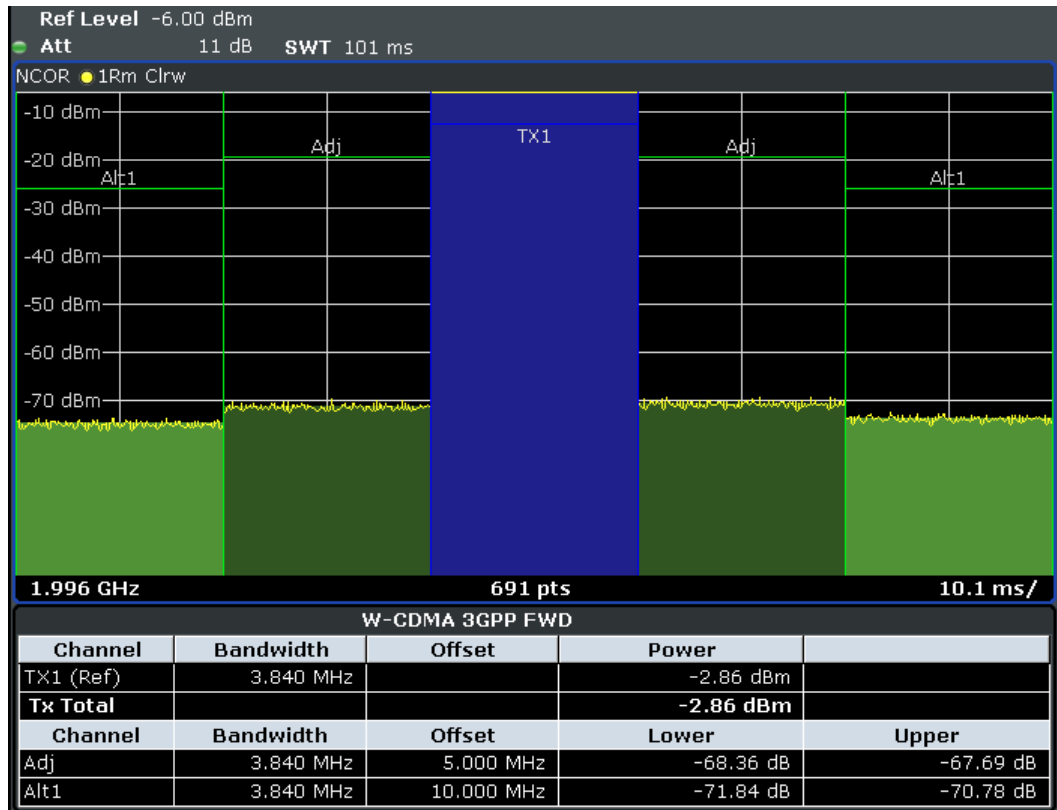 Ref Level -6.00 dBm
Att 11 dB SWT 101 ms
NCOR 1Rm Clrw
-10 dBm
TX1
Adj Adj
-20 dBm
Alt1 Alt1
-30 dBm
-40 dBm
-50 dBm
-60 dBm
-70 dBm
1.996 GHz 691 pts 10.1 ms/
W-CDMA 3GPP FWD
Channel Bandwidth Offset Power
TX1 (Ref) 3.840 MHz -2.86 dBm
Tx Total -2.86 dBm
Channel Bandwidth Offset Lower Upper
Adj 3.840 MHz 5.000 MHz -68.36 dB -67.69 dB
Alt1 3.840 MHz 10.000 MHz -71.84 dB -70.78 dB